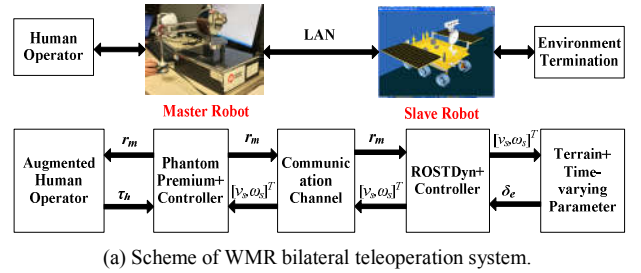 Human
Operator
LAN
Environment
Termination
Master Robot
Slave Robot
Augmented
Human
Operator
r_m
τ_h
Phantom
Premium+
Controller
r_m
[v_s,ω_s]^T
Communic
ation
Channel
r_m
[v_s,ω_s]^T
ROSTDyn+
Controller
[v_s,ω_s]^T
δ_e
Terrain+
Time-
varying
Parameter
(a) Scheme of WMR bilateral teleoperation system.